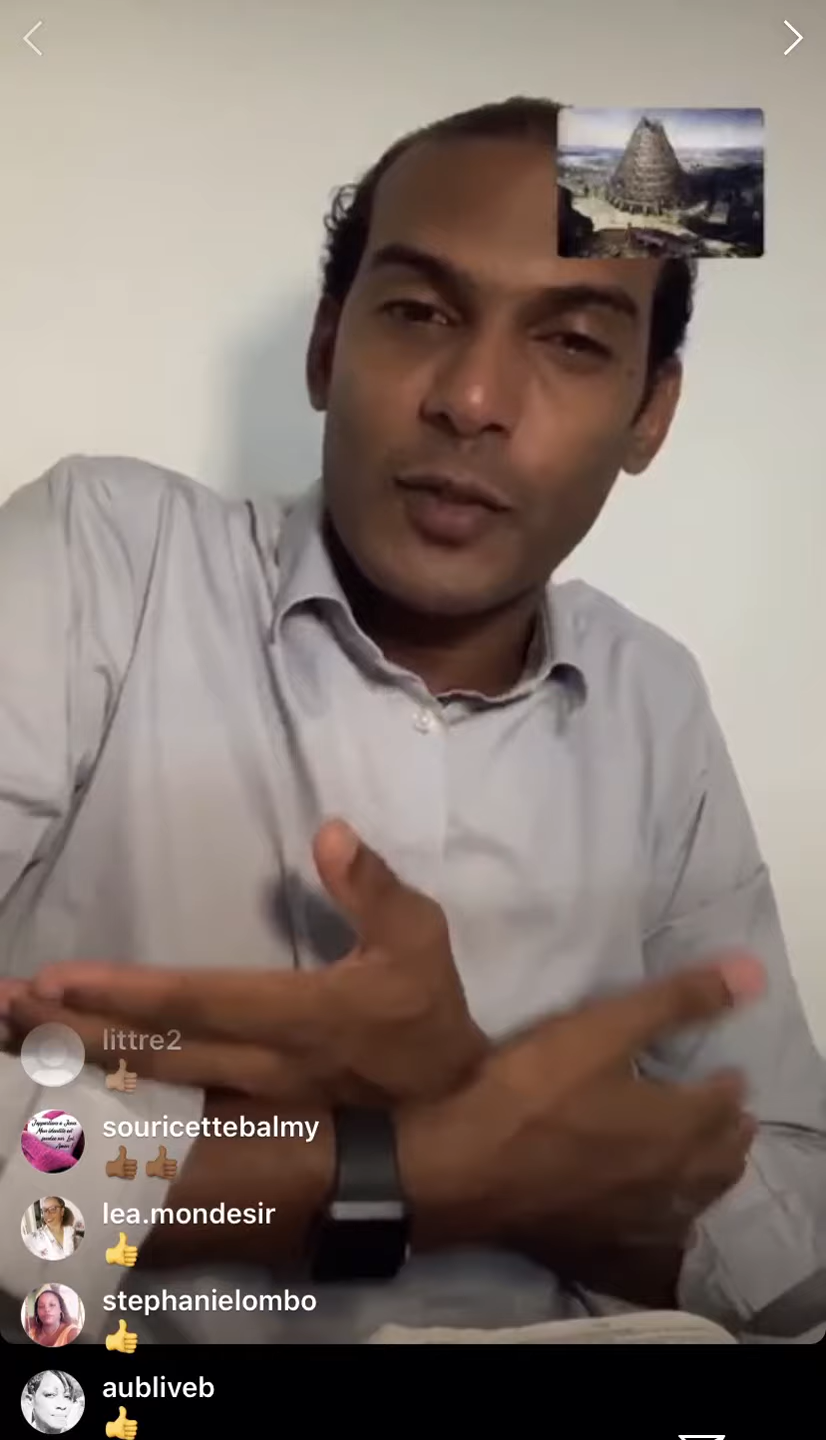 littre2
👍🏼
souricettebalmy
👍🏾👍🏾
lea.mondesir
👍
stephanielombo
👍
aubliveb
👍